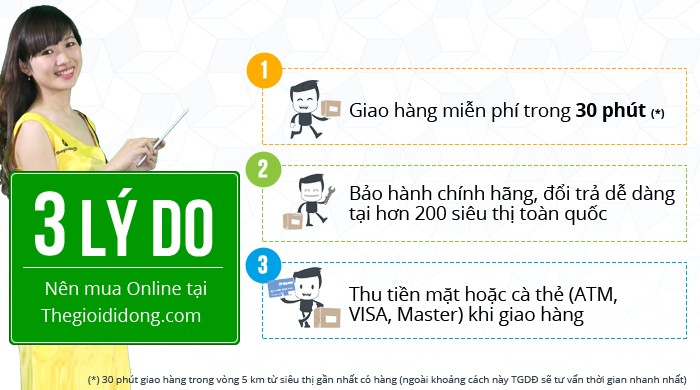 3 LÝ DO
Nên mua Online tại
Thegioididong.com
1
Giao hàng miễn phí trong 30 phút (*)
2
Bảo hành chính hãng, đổi trả dễ dàng
tại hơn 200 siêu thị toàn quốc
3
Thu tiền mặt hoặc cà thẻ (ATM,
VISA, Master) khi giao hàng
(*) 30 phút giao hàng trong vòng 5 km từ siêu thị gần nhất có hàng (ngoài khoảng cách này TGDĐ sẽ tư vấn thời gian nhanh nhất)